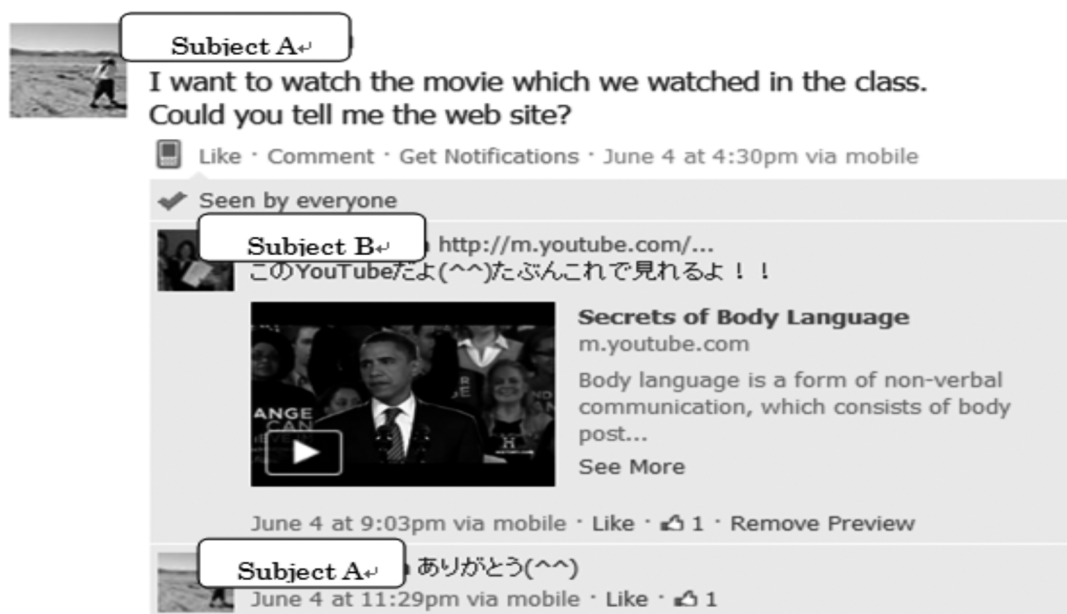 Subject A↵
I want to watch the movie which we watched in the class.
Could you tell me the web site?
Like · Comment · Get Notifications · June 4 at 4:30pm via mobile
Seen by everyone
Subject B↵ http://m.youtube.com/...
このYouTubeだよ(^^)たぶんこれで見れるよ！！
Secrets of Body Language
m.youtube.com
Body language is a form of non-verbal
communication, which consists of body
post...
See More
ANGE
CAN
June 4 at 9:03pm via mobile · Like · 1 · Remove Preview
Subject A↵ ありがとう(^^)
June 4 at 11:29pm via mobile · Like · 1